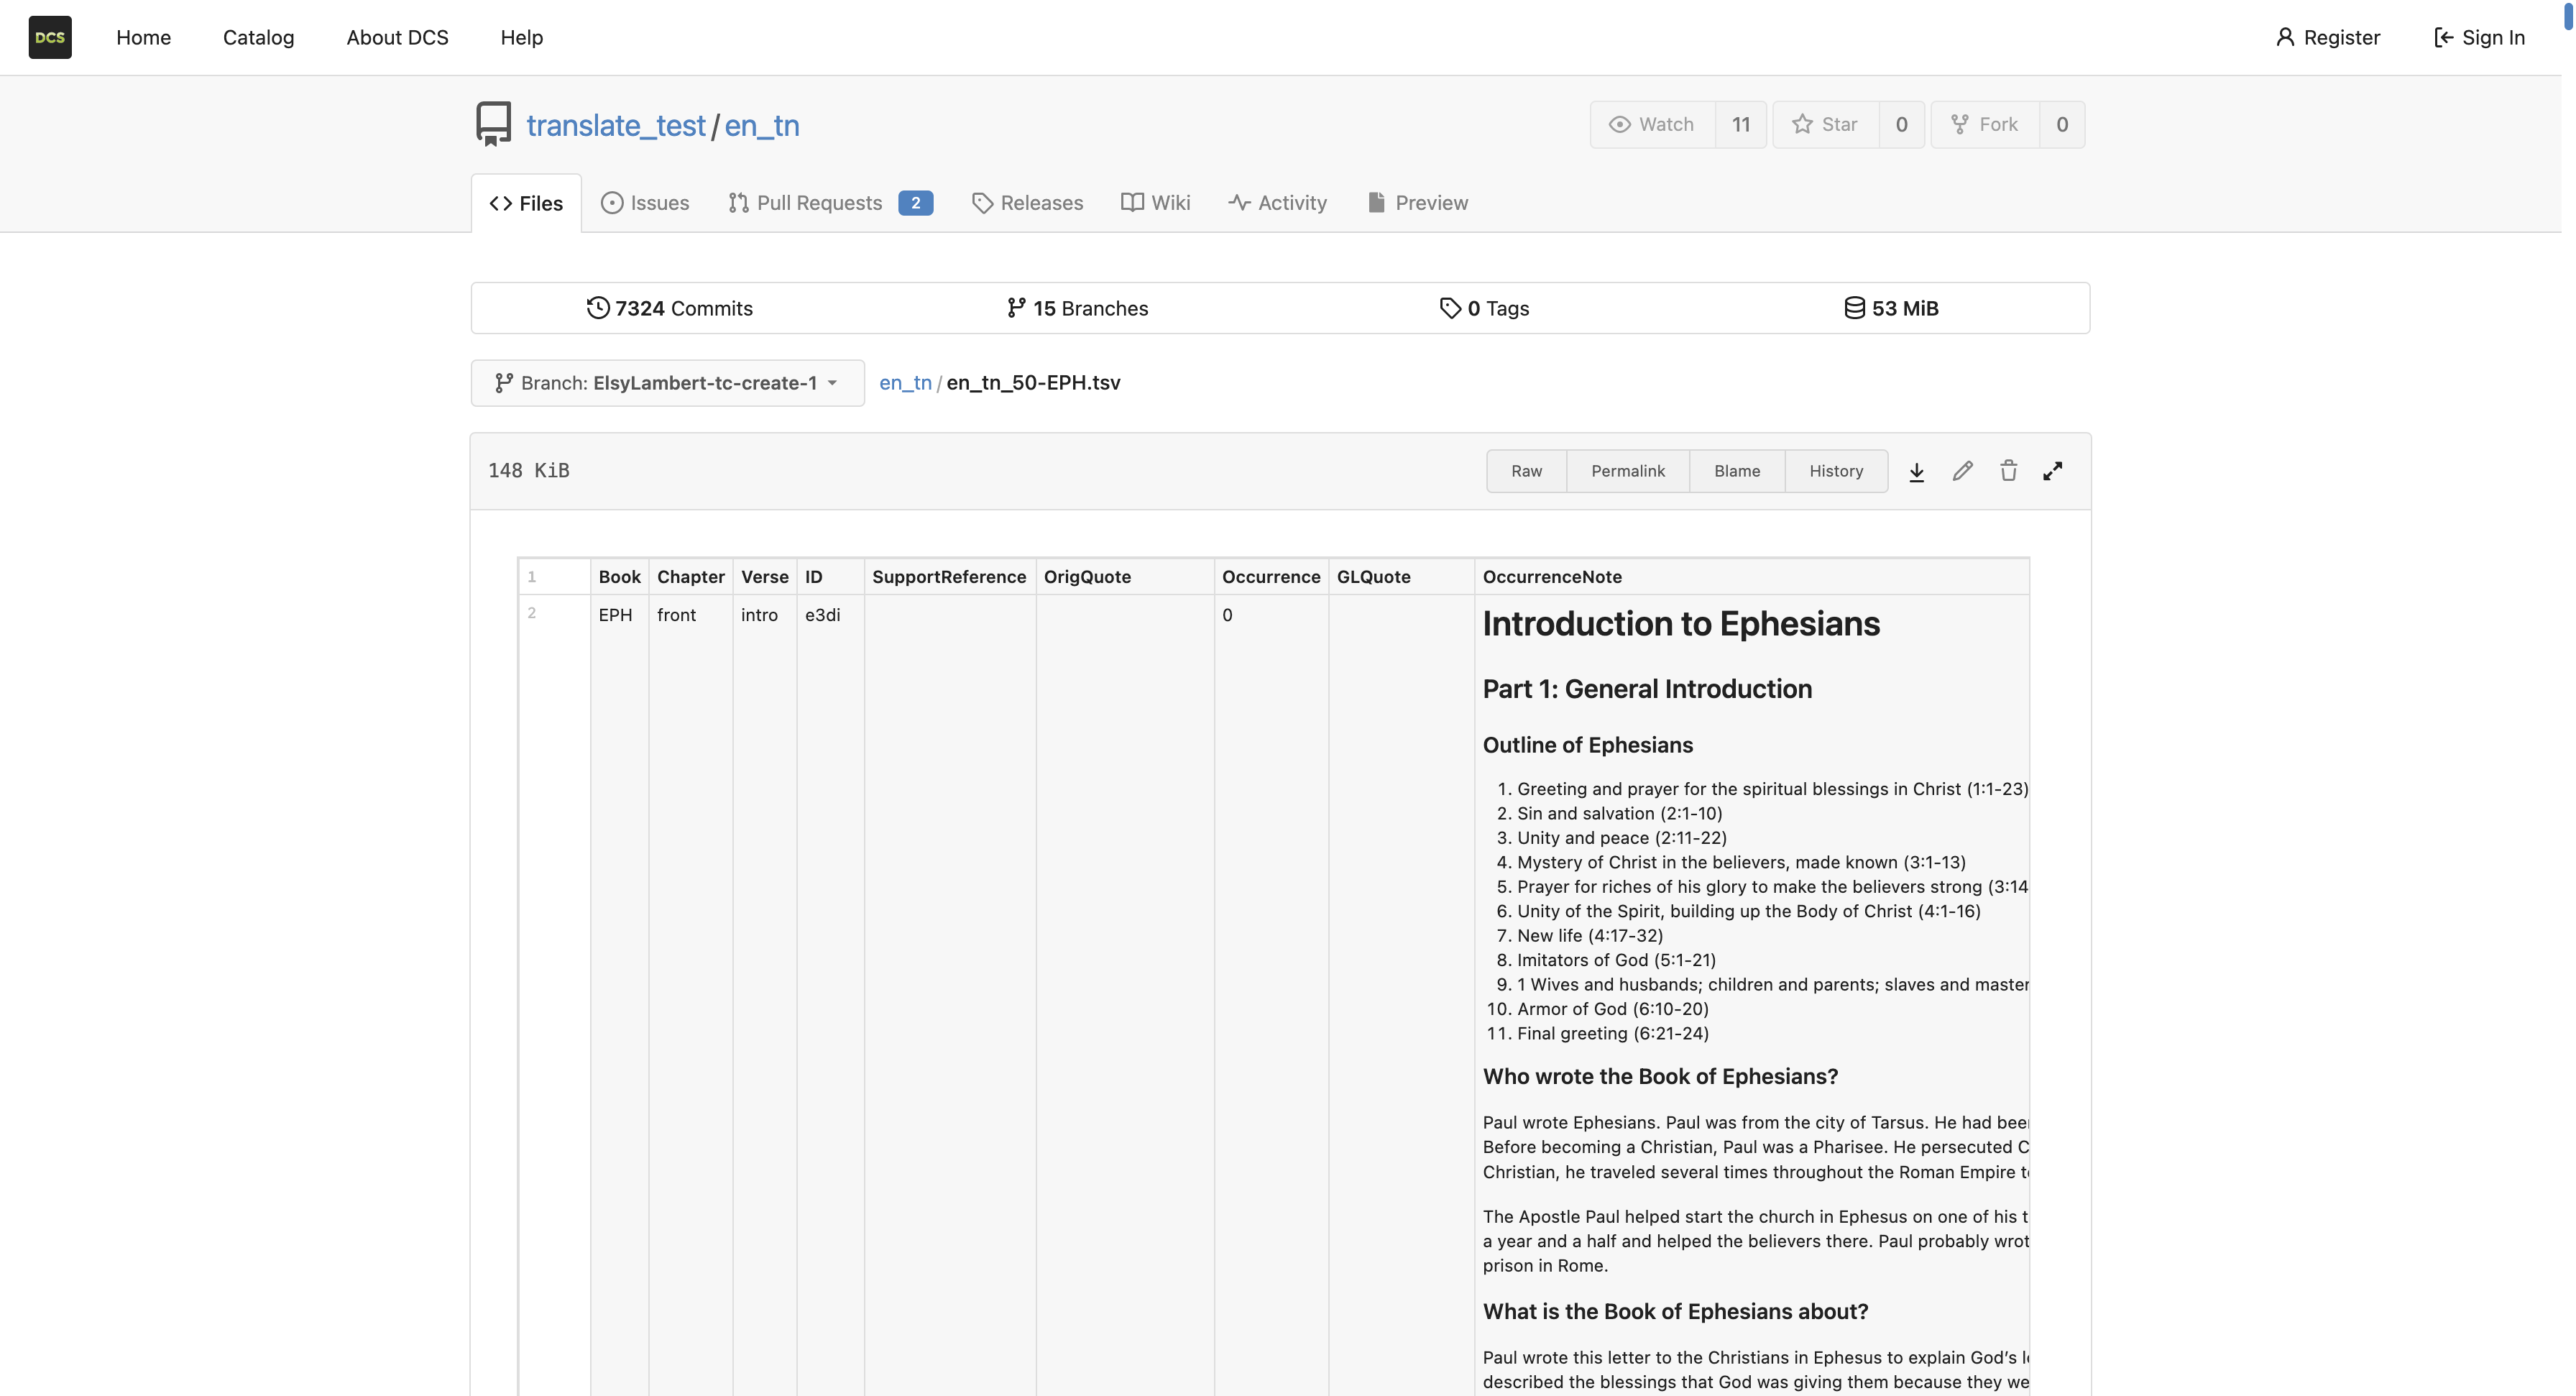 DCS Home Catalog About DCS Help Register Sign In
translate_test / en_tn Watch 11 Star 0 Fork 0
Files Issues Pull Requests 2 Releases Wiki Activity Preview
7324 Commits 15 Branches 0 Tags 53 MiB
Branch: ElsyLambert-tc-create-1 en_tn / en_tn_50-EPH.tsv
148 KiB Raw Permalink Blame History
1 Book Chapter Verse ID SupportReference OrigQuote Occurrence GLQuote OccurrenceNote
2 EPH front intro e3di 0 Introduction to Ephesians
Part 1: General Introduction
Outline of Ephesians
1. Greeting and prayer for the spiritual blessings in Christ (1:1-23)
2. Sin and salvation (2:1-10)
3. Unity and peace (2:11-22)
4. Mystery of Christ in the believers, made known (3:1-13)
5. Prayer for riches of his glory to make the believers strong (3:14
6. Unity of the Spirit, building up the Body of Christ (4:1-16)
7. New life (4:17-32)
8. Imitators of God (5:1-21)
9. 1 Wives and husbands; children and parents; slaves and master
10. Armor of God (6:10-20)
11. Final greeting (6:21-24)
Who wrote the Book of Ephesians?
Paul wrote Ephesians. Paul was from the city of Tarsus. He had bee
Before becoming a Christian, Paul was a Pharisee. He persecuted C
Christian, he traveled several times throughout the Roman Empire t
The Apostle Paul helped start the church in Ephesus on one of his t
a year and a half and helped the believers there. Paul probably wrot
prison in Rome.
What is the Book of Ephesians about?
Paul wrote this letter to the Christians in Ephesus to explain God's l
described the blessings that God was giving them because they we